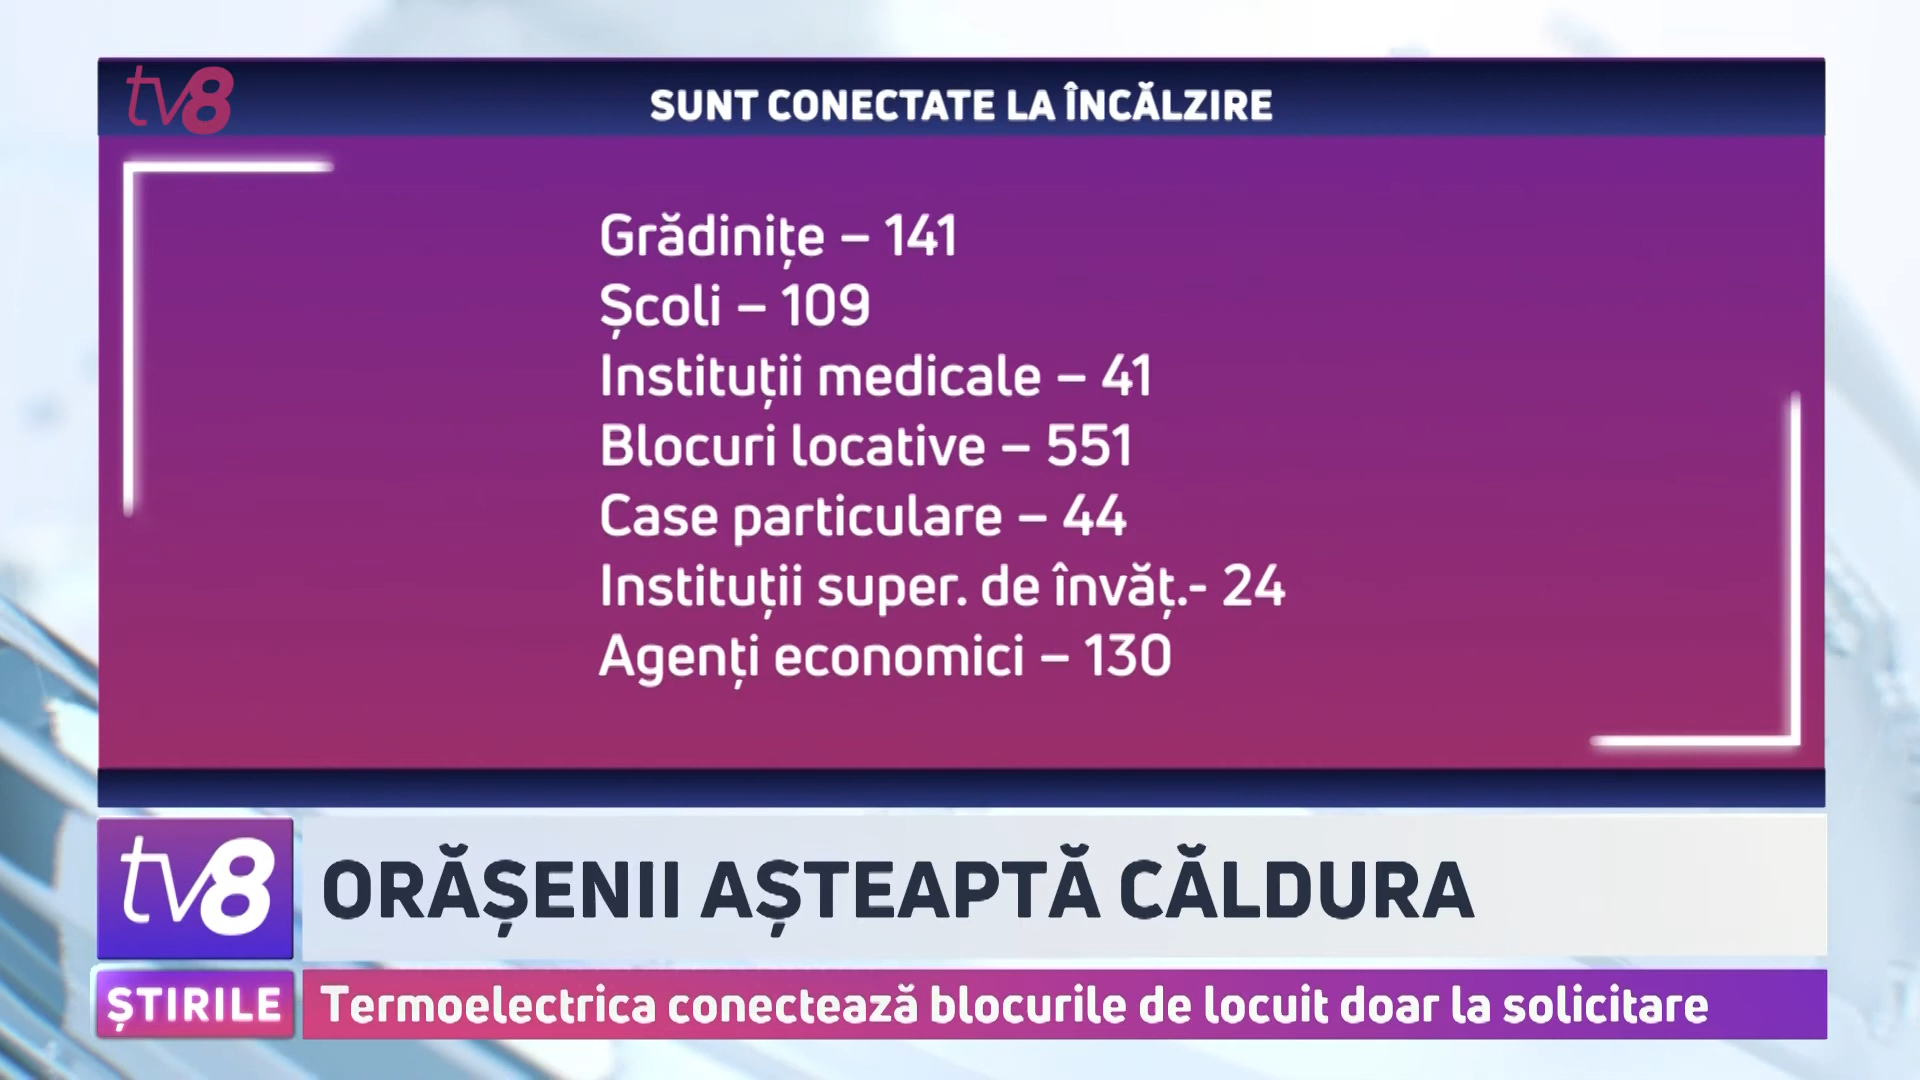 tv8
SUNT CONECTATE LA ÎNCĂLZIRE
Grădinițe – 141
Școli – 109
Instituții medicale – 41
Blocuri locative – 551
Case particulare – 44
Instituții super. de învăț.- 24
Agenți economici – 130
tv8
ORĂȘENII AȘTEAPTĂ CĂLDURA
ȘTIRILE
Termoelectrica conectează blocurile de locuit doar la solicitare